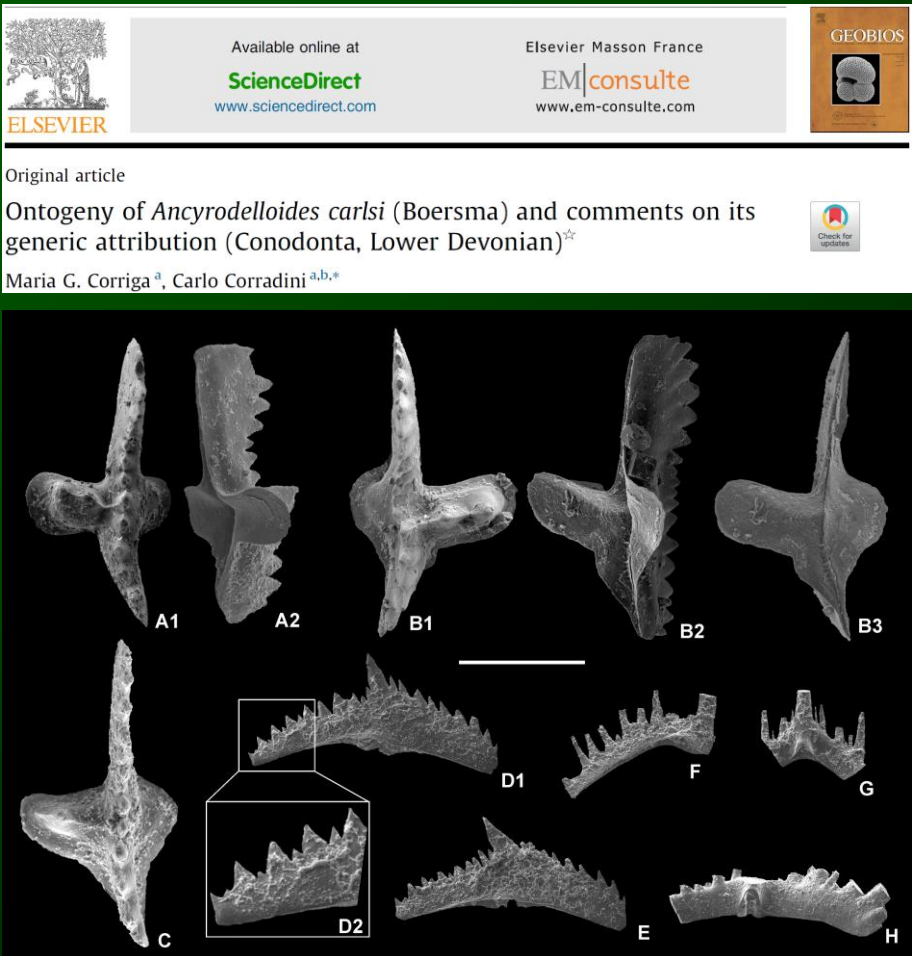 Available online at
ScienceDirect
www.sciencedirect.com
Elsevier Masson France
EM|consulte
www.em-consulte.com
GEOBIOS
ELSEVIER
Original article
Ontogeny of Ancyrodelloides carlsi (Boersma) and comments on its
generic attribution (Conodonta, Lower Devonian)☆
Check for
updates
Maria G. Corriga a, Carlo Corradini a,b,*
A1
A2
B1
B2
B3
C
D1
D2
E
F
G
H